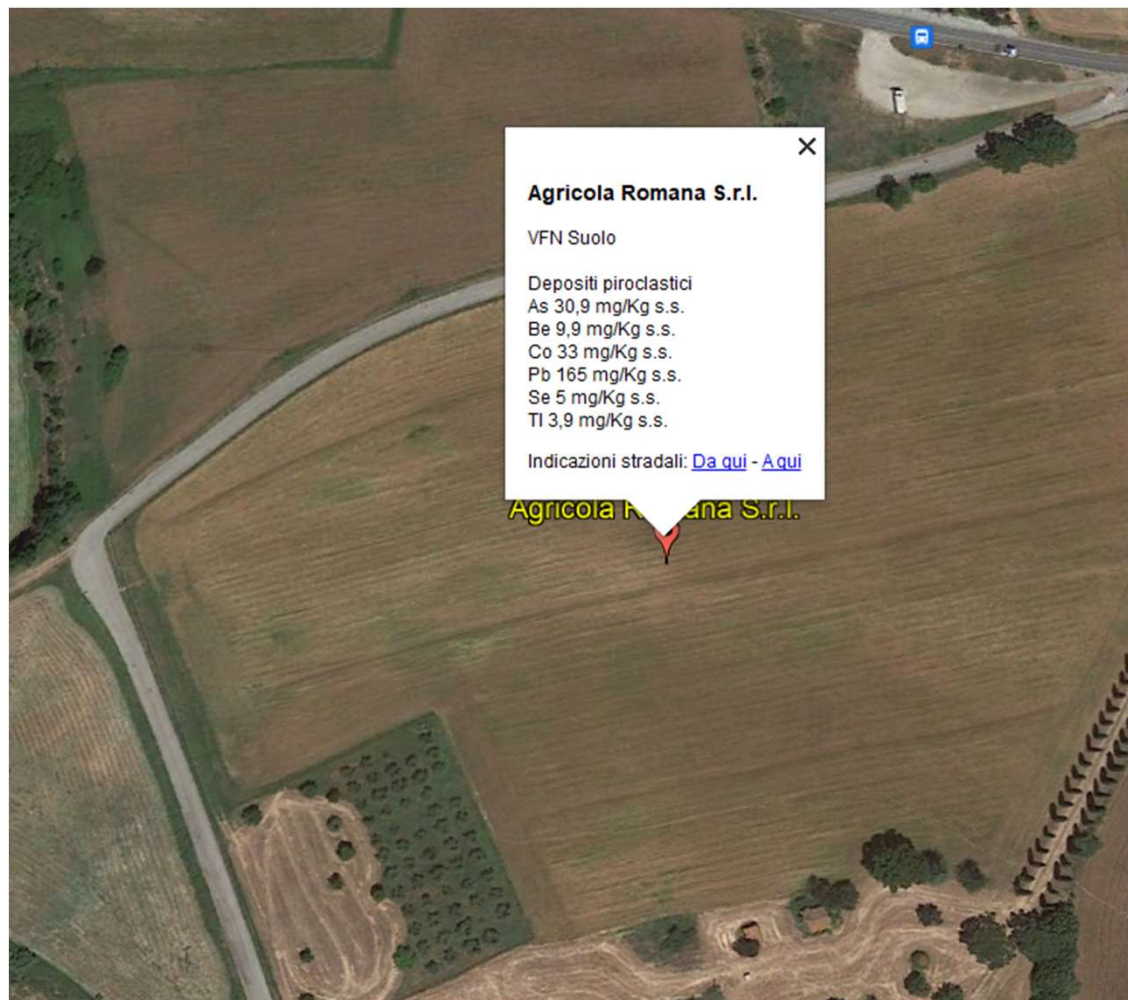 Agricola Romana S.r.l.
VFN Suolo
Depositi piroclastici
As 30,9 mg/Kg s.s.
Be 9,9 mg/Kg s.s.
Co 33 mg/Kg s.s.
Pb 165 mg/Kg s.s.
Se 5 mg/Kg s.s.
Tl 3,9 mg/Kg s.s.
Indicazioni stradali: Da qui - A qui
Agricola Romana S.r.l.